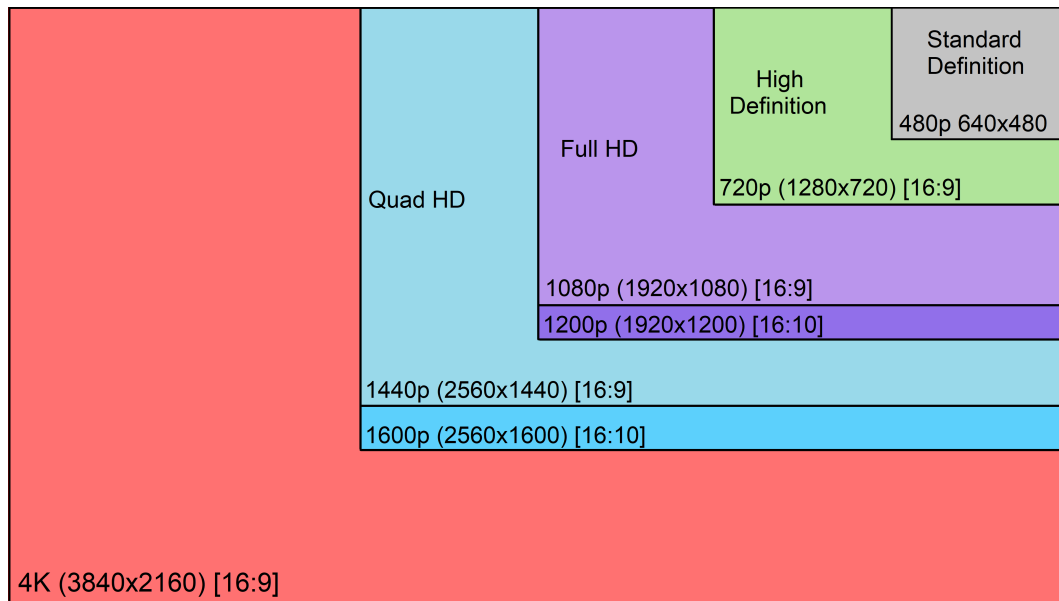 Standard
Definition
480p 640x480
High
Definition
720p (1280x720) [16:9]
Full HD
1080p (1920x1080) [16:9]
1200p (1920x1200) [16:10]
Quad HD
1440p (2560x1440) [16:9]
1600p (2560x1600) [16:10]
4K (3840x2160) [16:9]